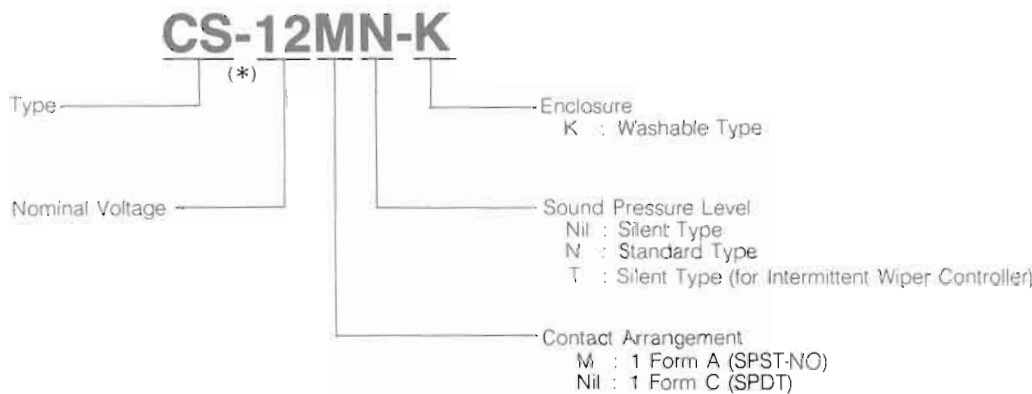 CS-12MN-K
(*)
Type
Enclosure
K : Washable Type
Nominal Voltage
Sound Pressure Level
Nil : Silent Type
N : Standard Type
T : Silent Type (for Intermittent Wiper Controller)
Contact Arrangement
M : 1 Form A (SPST-NO)
Nil : 1 Form C (SPDT)